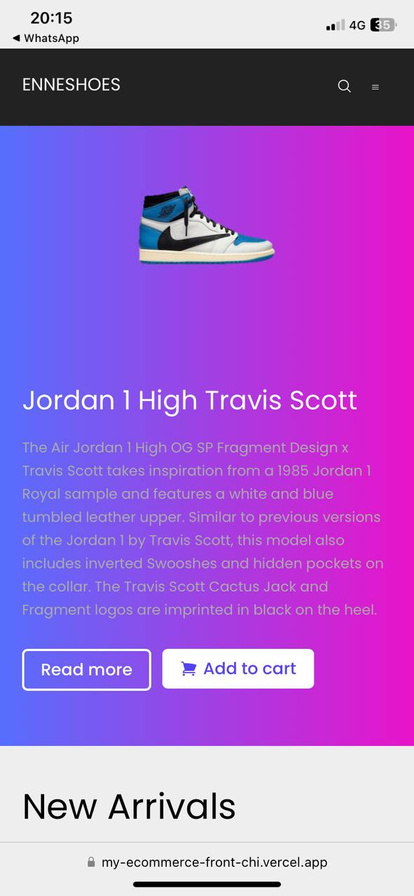 20:15
4G
35
◀ WhatsApp
ENNESHOES
Jordan 1 High Travis Scott
The Air Jordan 1 High OG SP Fragment Design x
Travis Scott takes inspiration from a 1985 Jordan 1
Royal sample and features a white and blue
tumbled leather upper. Similar to previous versions
of the Jordan 1 by Travis Scott, this model also
includes inverted Swooshes and hidden pockets on
the collar. The Travis Scott Cactus Jack and
Fragment logos are imprinted in black on the heel.
Read more
Add to cart
New Arrivals
my-ecommerce-front-chi.vercel.app